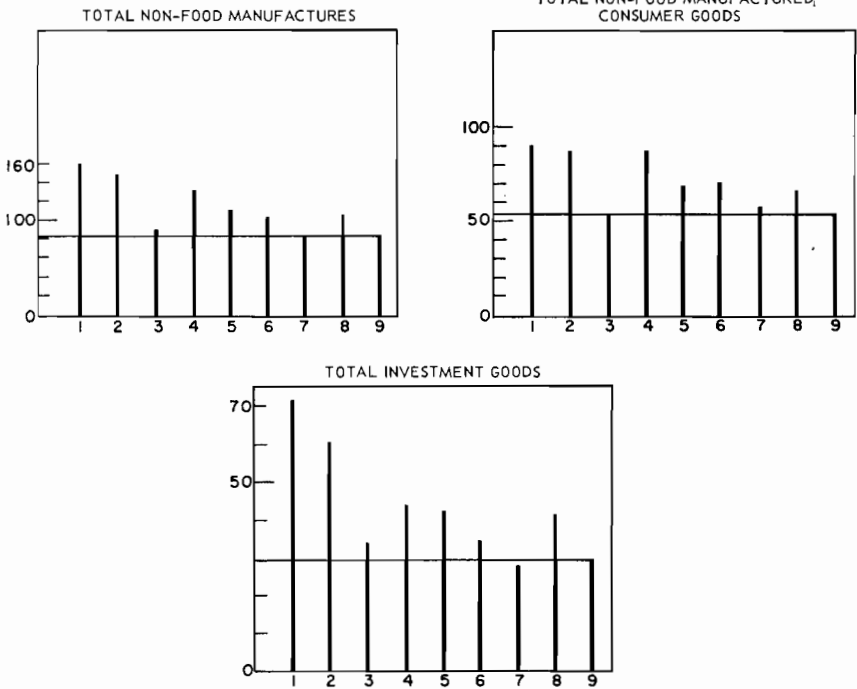 TOTAL NON-FOOD MANUFACTURES
160
100
0
1 2 3 4 5 6 7 8 9
TOTAL NON-FOOD MANUFACTURED,
CONSUMER GOODS
100
50
0
1 2 3 4 5 6 7 8 9
TOTAL INVESTMENT GOODS
70
50
0
1 2 3 4 5 6 7 8 9